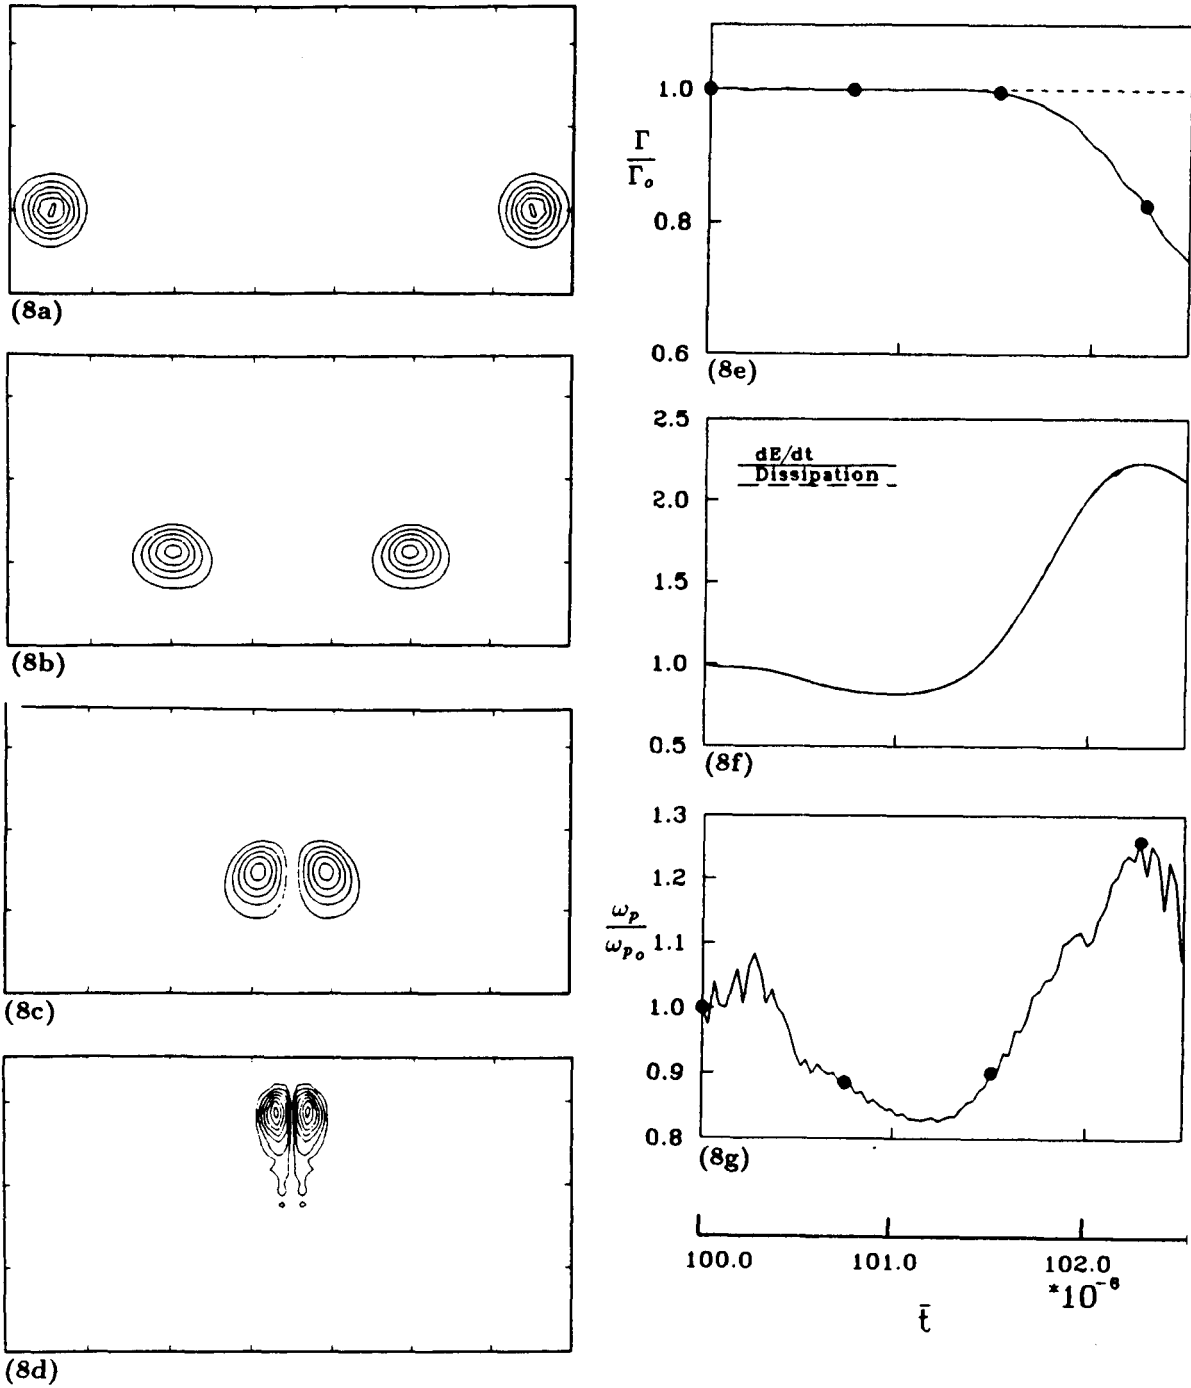 (8a)
(8b)
(8c)
(8d)
1.0
Γ
Γₒ
0.8
0.6
(8e)
2.5
dE/dt
Dissipation
2.0
1.5
1.0
0.5
(8f)
1.3
1.2
ωₚ
ωₚₒ
1.1
1.0
0.9
0.8
(8g)
100.0 101.0 102.0
*10⁻⁶
t̄